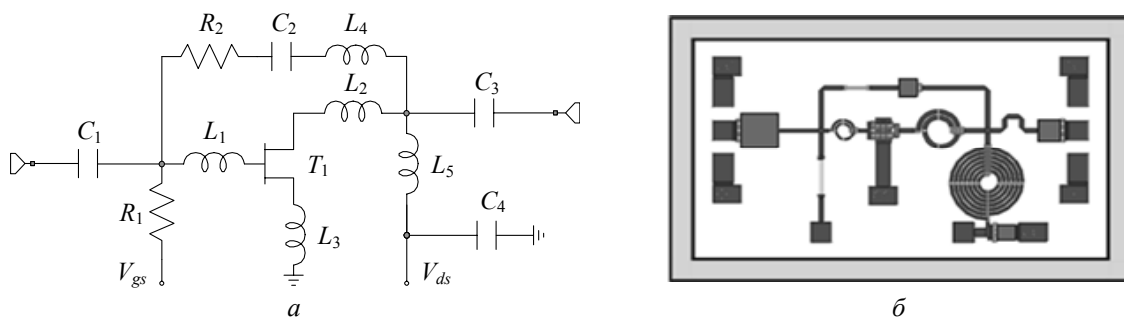 R2 C2 L4
L2 C3
C1 L1
T1 L5
R1 L3 C4
Vgs Vds
а б